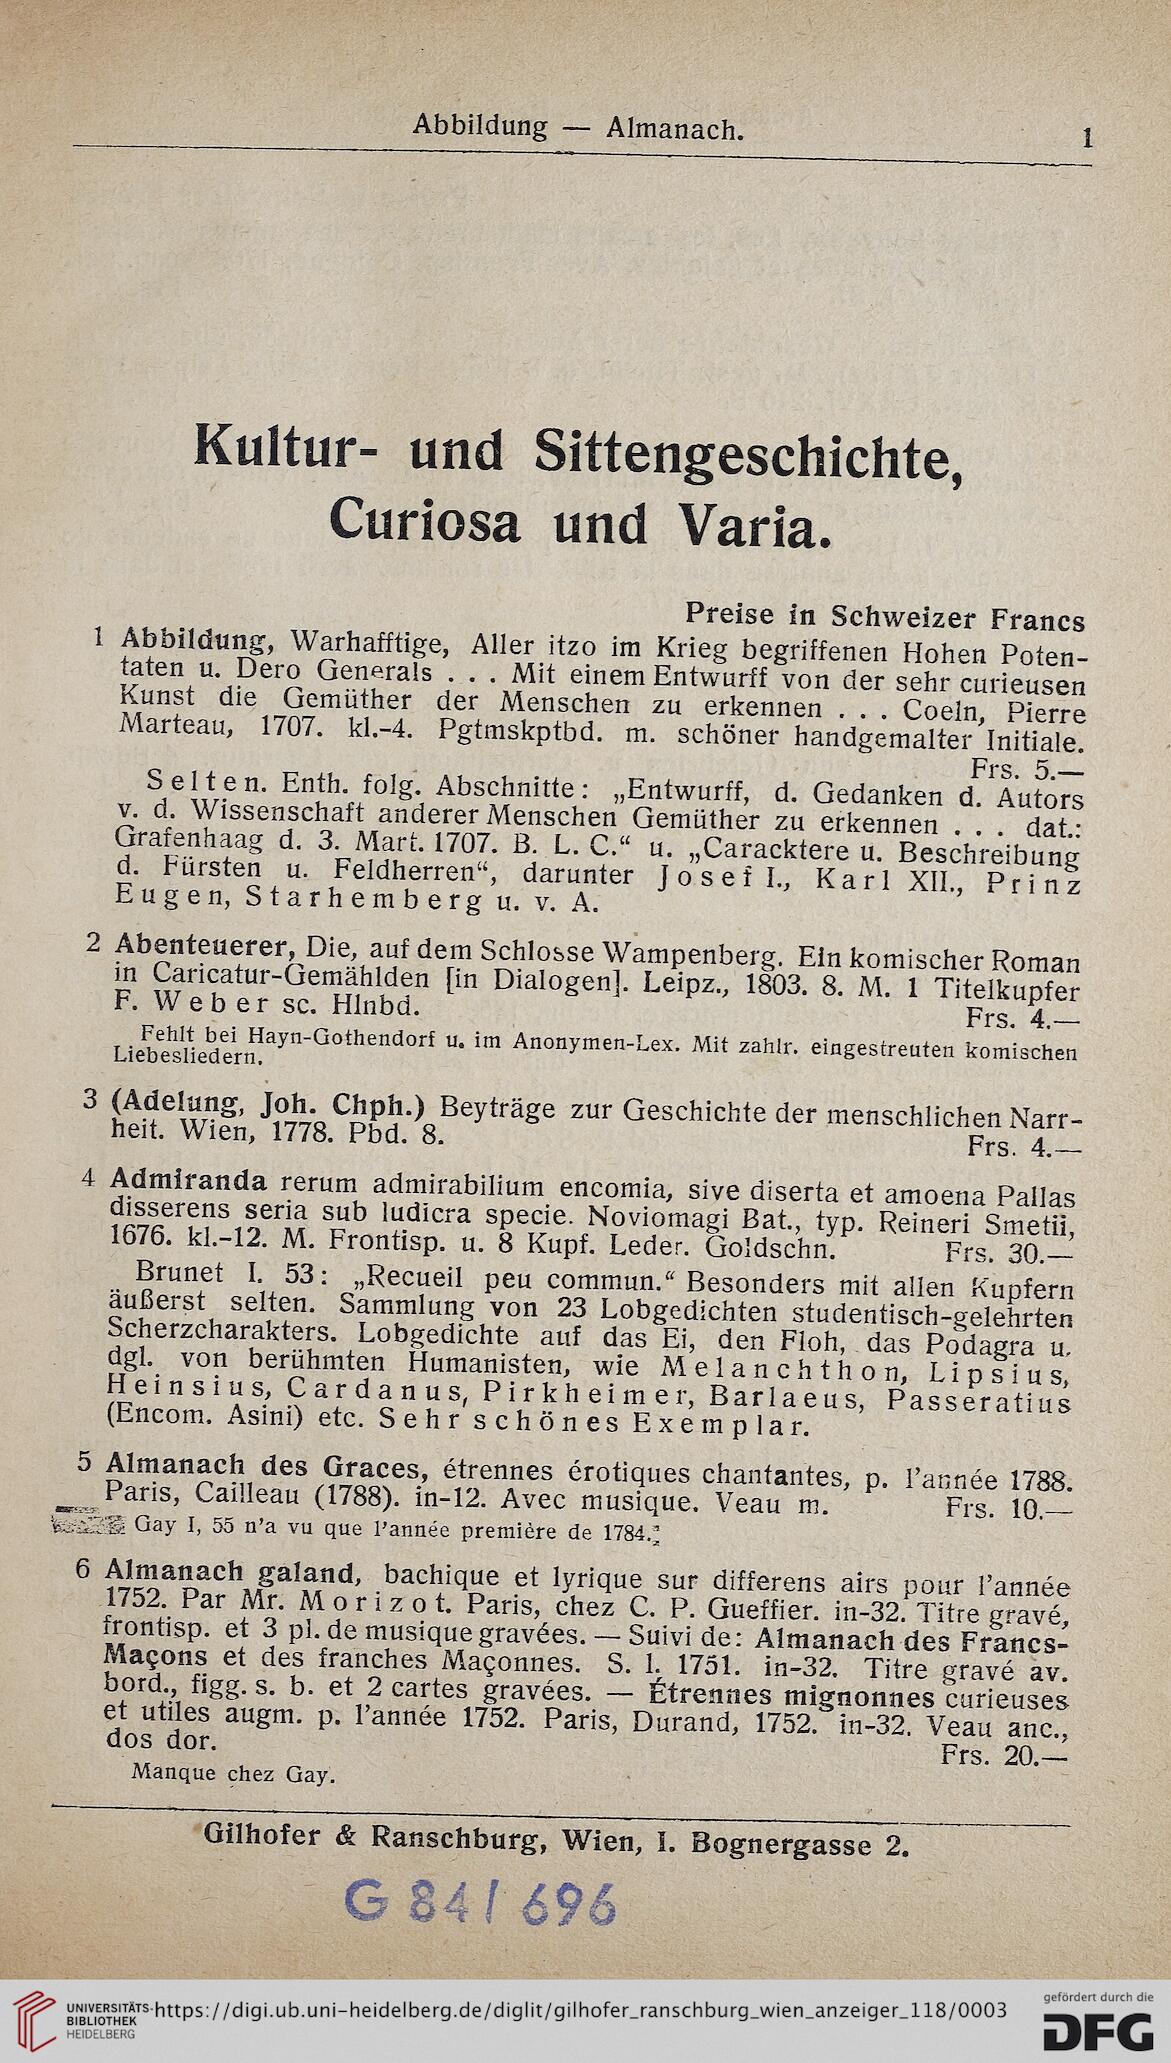 Abbildung — Almanach.
1
Kultur- und Sittengeschichte,
Curiosa und Varia.
Preise in Schweizer Francs
1 Abbildung, Warhafftige, Aller itzo im Krieg begriffenen Hohen Poten-
taten u. Dero Generals . . . Mit einem Entwurff von der sehr curieusen
Kunst die Gemüther der Menschen zu erkennen . . . Coeln, Pierre
Marteau, 1707. kl.-4. Pgtmskptbd. m. schöner handgemalter Initiale.
Frs. 5.—
Selten. Enth. folg. Abschnitte: „Entwurff, d. Gedanken d. Autors
v. d. Wissenschaft anderer Menschen Gemüther zu erkennen . . . dat.:
Grafenhaag d. 3. Mart. 1707. B. L. C.“ u. „Caracktere u. Beschreibung
d. Fürsten u. Feldherren“, darunter Josef I., Karl XII., Prinz
Eugen, Starhemberg u. v. A.
2 Abenteuerer, Die, auf dem Schlosse Wampenberg. Ein komischer Roman
in Caricatur-Gemählden [in Dialogen]. Leipz., 1803. 8. M. 1 Titelkupfer
F. Weber sc. Hlnbd. Frs. 4.—
Fehlt bei Hayn-Gothendorf u. im Anonymen-Lex. Mit zahlr. eingestreuten komischen
Liebesliedern.
3 (Adelung, Joh. Chph.) Beyträge zur Geschichte der menschlichen Narr-
heit. Wien, 1778. Pbd. 8. Frs. 4.—
4 Admiranda rerum admirabilium encomia, sive diserta et amoena Pallas
disserens seria sub ludicra specie. Noviomagi Bat., typ. Reineri Smetii,
1676. kl.-12. M. Frontisp. u. 8 Kupf. Leder. Goldschn. Frs. 30.—
Brunet I. 53: „Recueil peu commun.“ Besonders mit allen Kupfern
äußerst selten. Sammlung von 23 Lobgedichten studentisch-gelehrten
Scherzcharakters. Lobgedichte auf das Ei, den Floh, das Podagra u.
dgl. von berühmten Humanisten, wie Melanchthon, Lipsius,
Heinsius, Cardanus, Pirkheimer, Barlaeus, Passeratius
(Encom. Asini) etc. Sehr schönes Exemplar.
5 Almanach des Graces, étrennes érotiques chantantes, p. l'année 1788.
Paris, Cailleau (1788). in-12. Avec musique. Veau m. Frs. 10.—
Gay I, 55 n'a vu que l'année première de 1784.
6 Almanach galand, bachique et lyrique sur differens airs pour l'année
1752. Par Mr. Morizot. Paris, chez C. P. Gueffier. in-32. Titre gravé,
frontisp. et 3 pl. de musique gravées. — Suivi de: Almanach des Francs-
Maçons et des franches Maçonnes. S. l. 1751. in-32. Titre gravé av.
bord., figg. s. b. et 2 cartes gravées. — Étrennes mignonnes curieuses
et utiles augm. p. l'année 1752. Paris, Durand, 1752. in-32. Veau anc.,
dos dor. Frs. 20.—
Manque chez Gay.
Gilhofer & Ranschburg, Wien, I. Bognergasse 2.
G 84/ 696
UNIVERSITÄTS-
BIBLIOTHEK
HEIDELBERG
https://digi.ub.uni-heidelberg.de/diglit/gilhofer_ranschburg_wien_anzeiger_118/0003
gefördert durch die
DFG